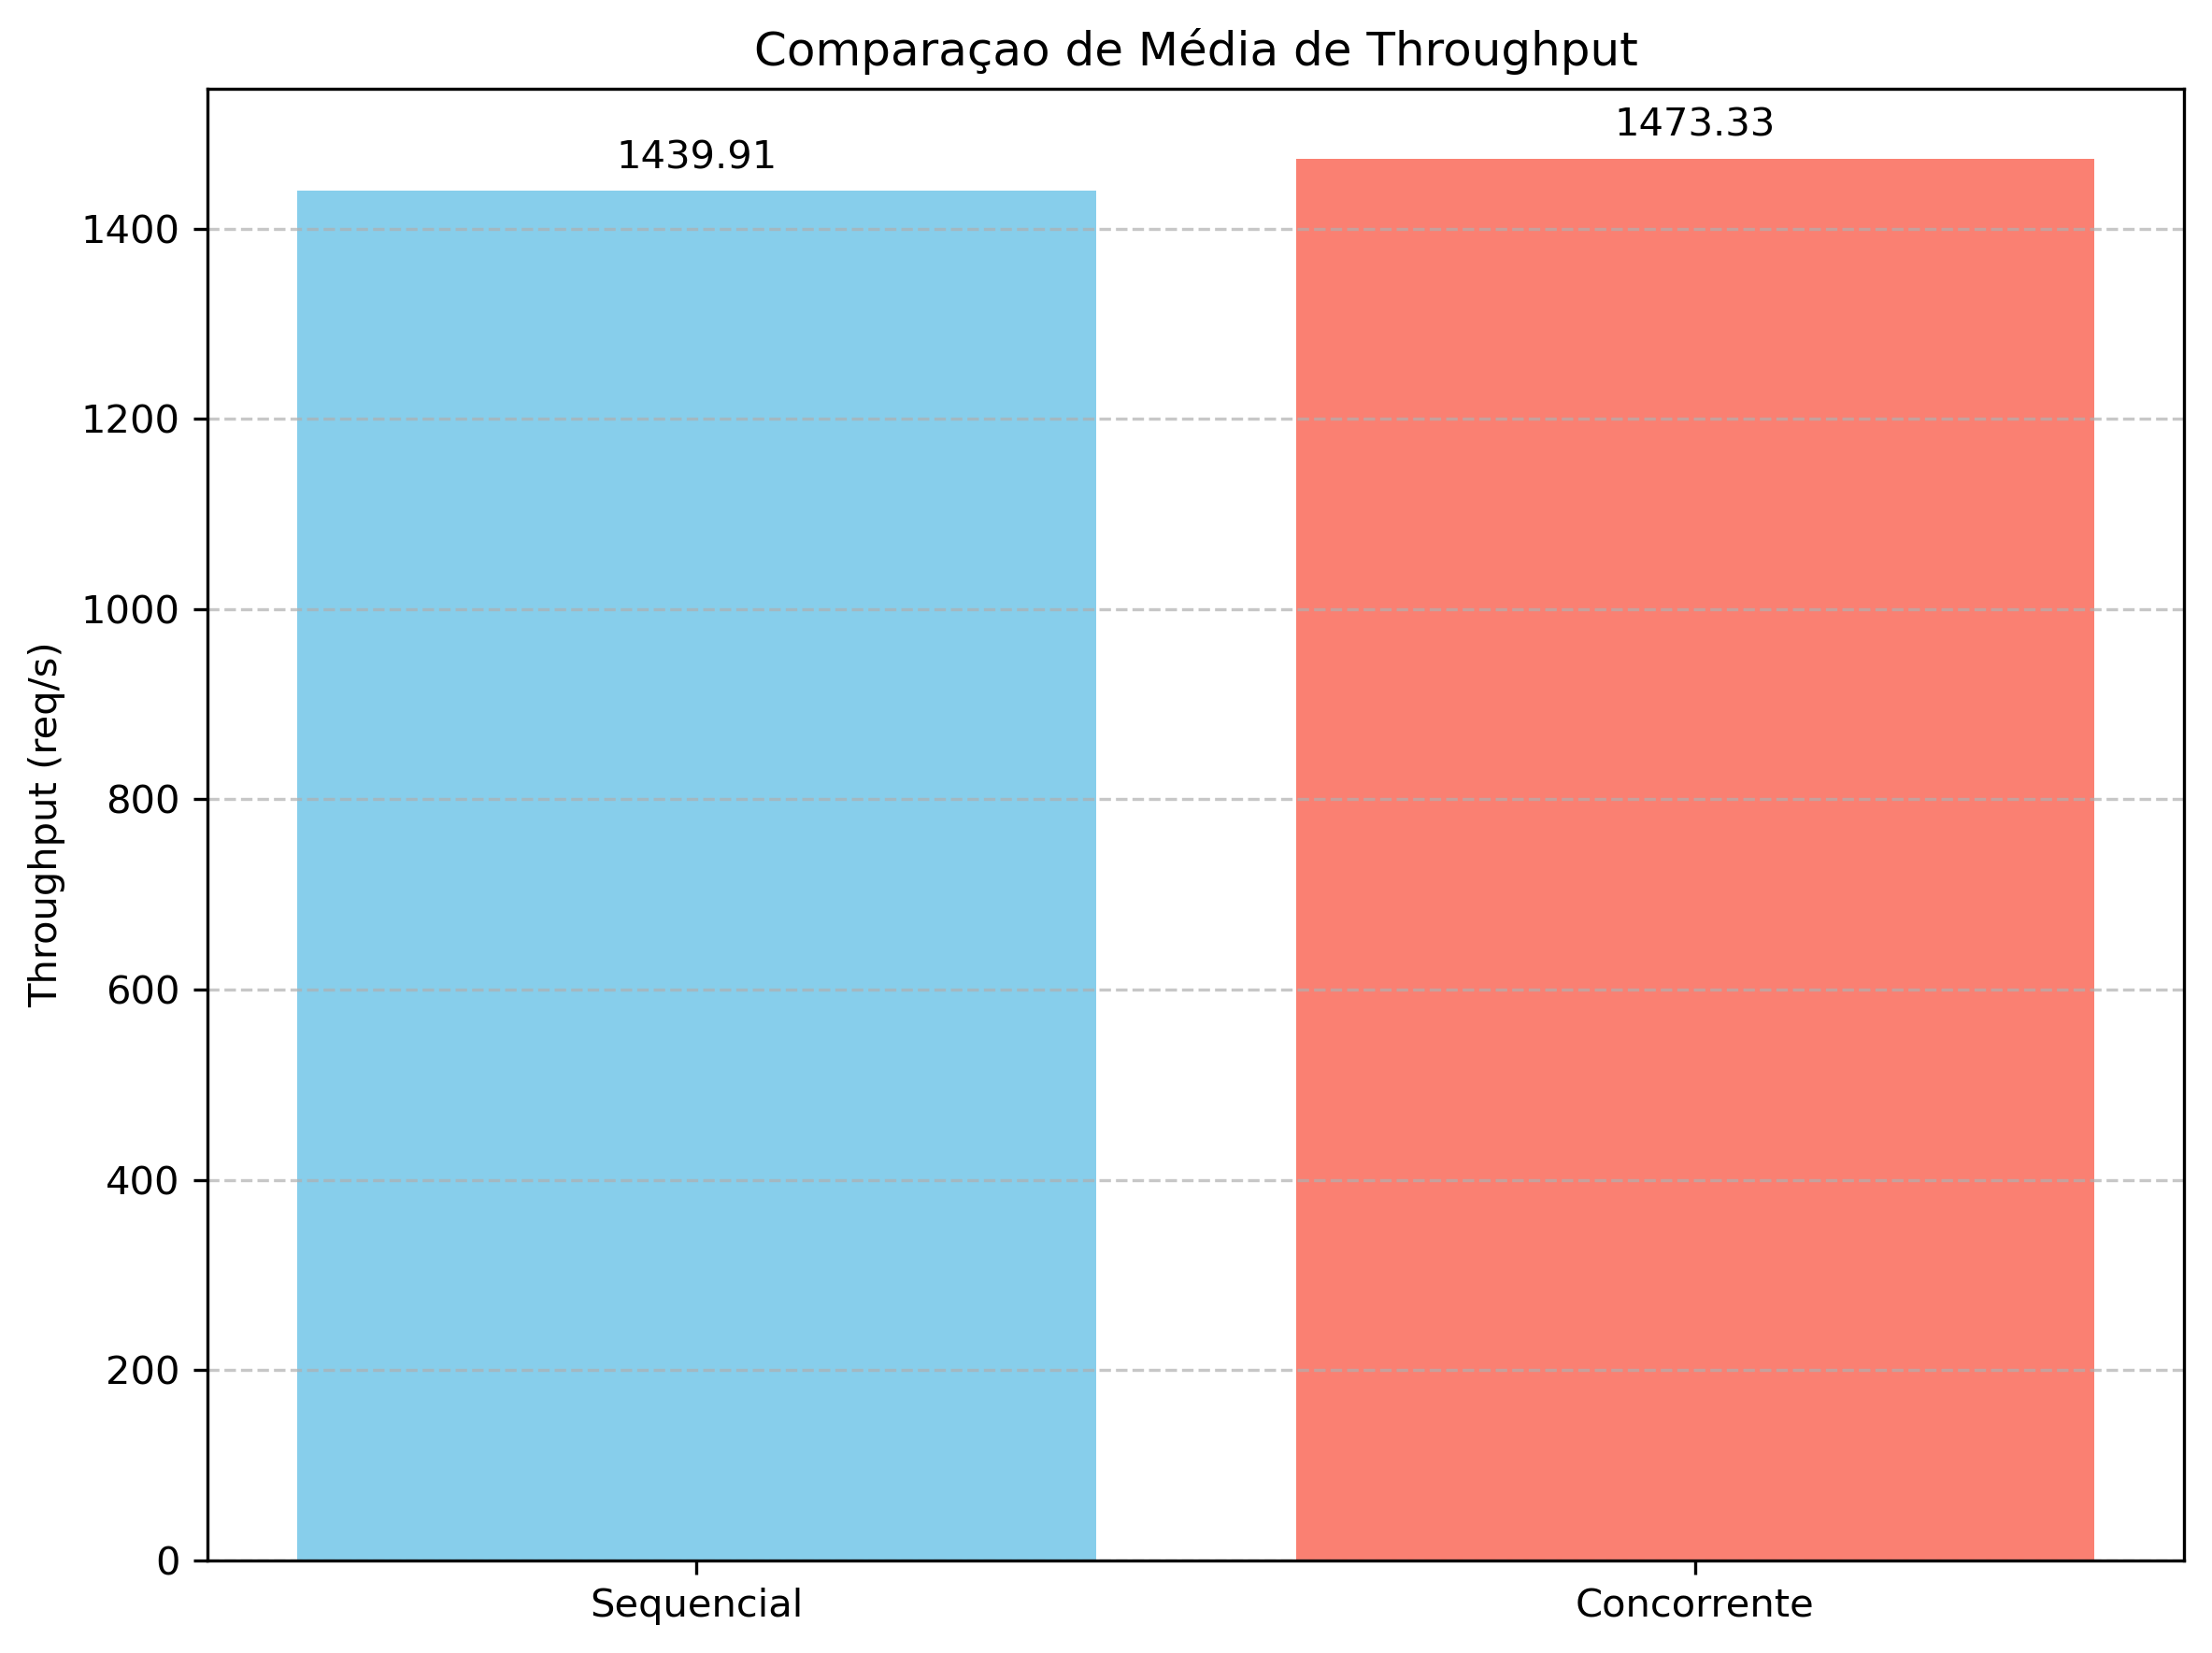 Comparaçao de Média de Throughput
1473.33
1439.91
1400
1200
1000
800
600
400
200
0
Throughput (req/s)
Sequencial
Concorrente